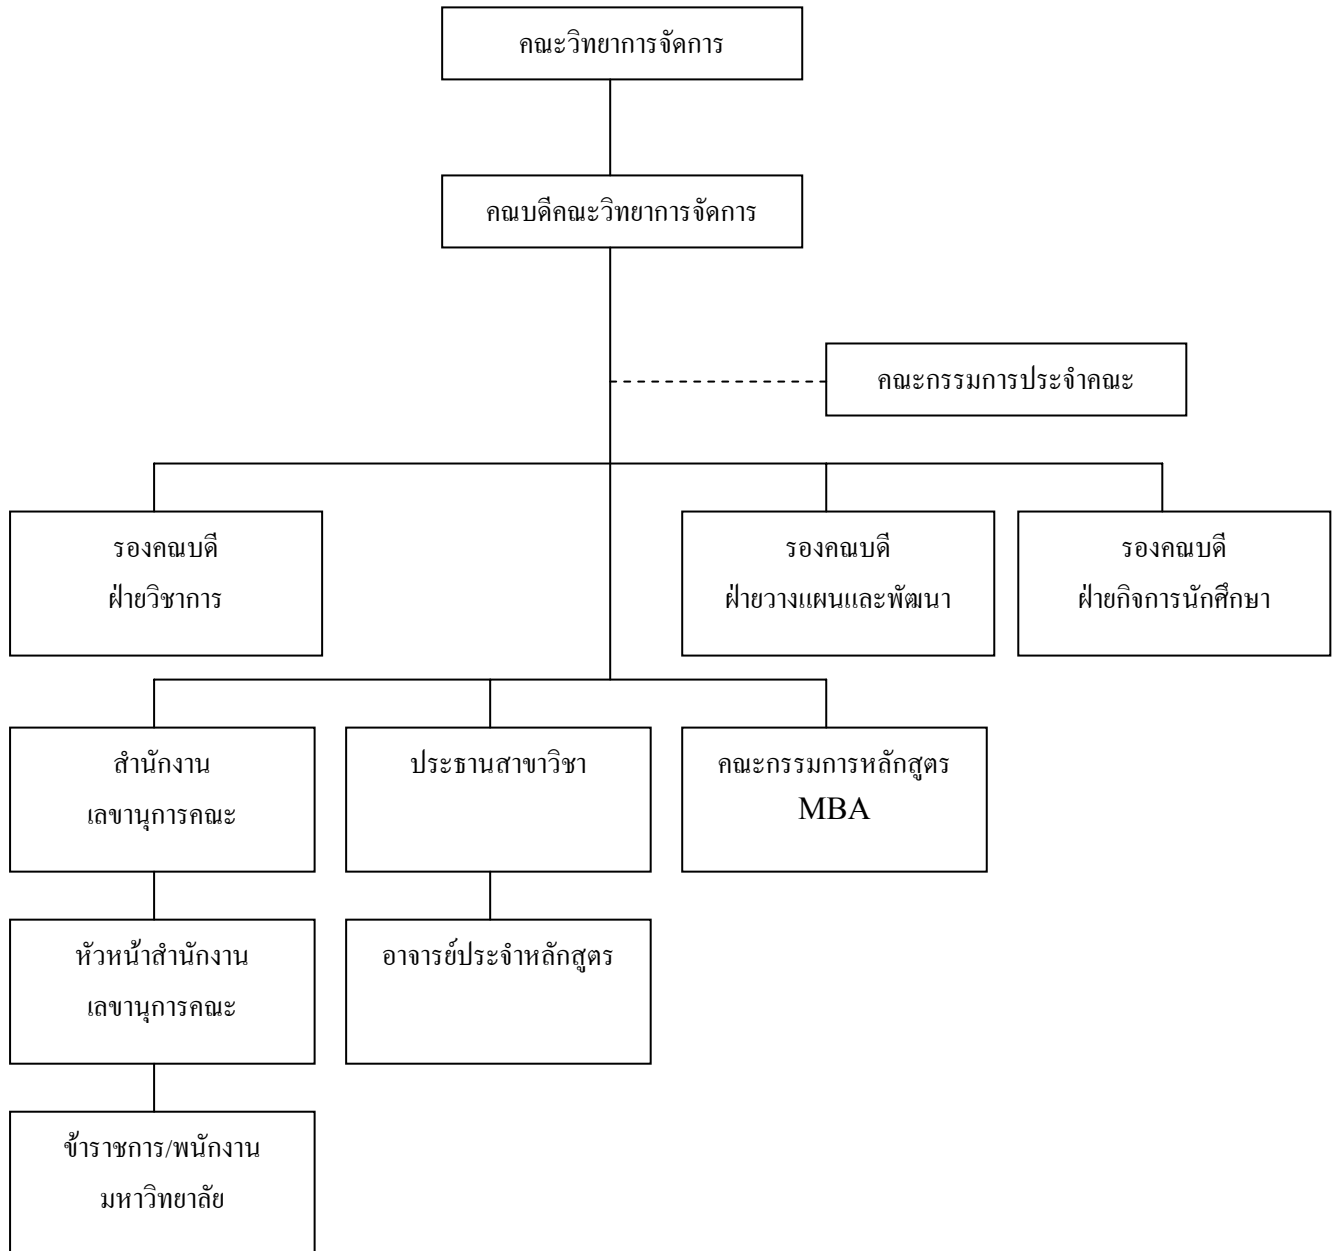 คณะวิทยาการจัดการ
คณบดีคณะวิทยาการจัดการ
คณะกรรมการประจำคณะ
รองคณบดี
ฝ่ายวิชาการ
รองคณบดี
ฝ่ายวางแผนและพัฒนา
รองคณบดี
ฝ่ายกิจการนักศึกษา
สำนักงาน
เลขานุการคณะ
ประธานสาขาวิชา
คณะกรรมการหลักสูตร
MBA
หัวหน้าสำนักงาน
เลขานุการคณะ
อาจารย์ประจำหลักสูตร
ข้าราชการ/พนักงาน
มหาวิทยาลัย